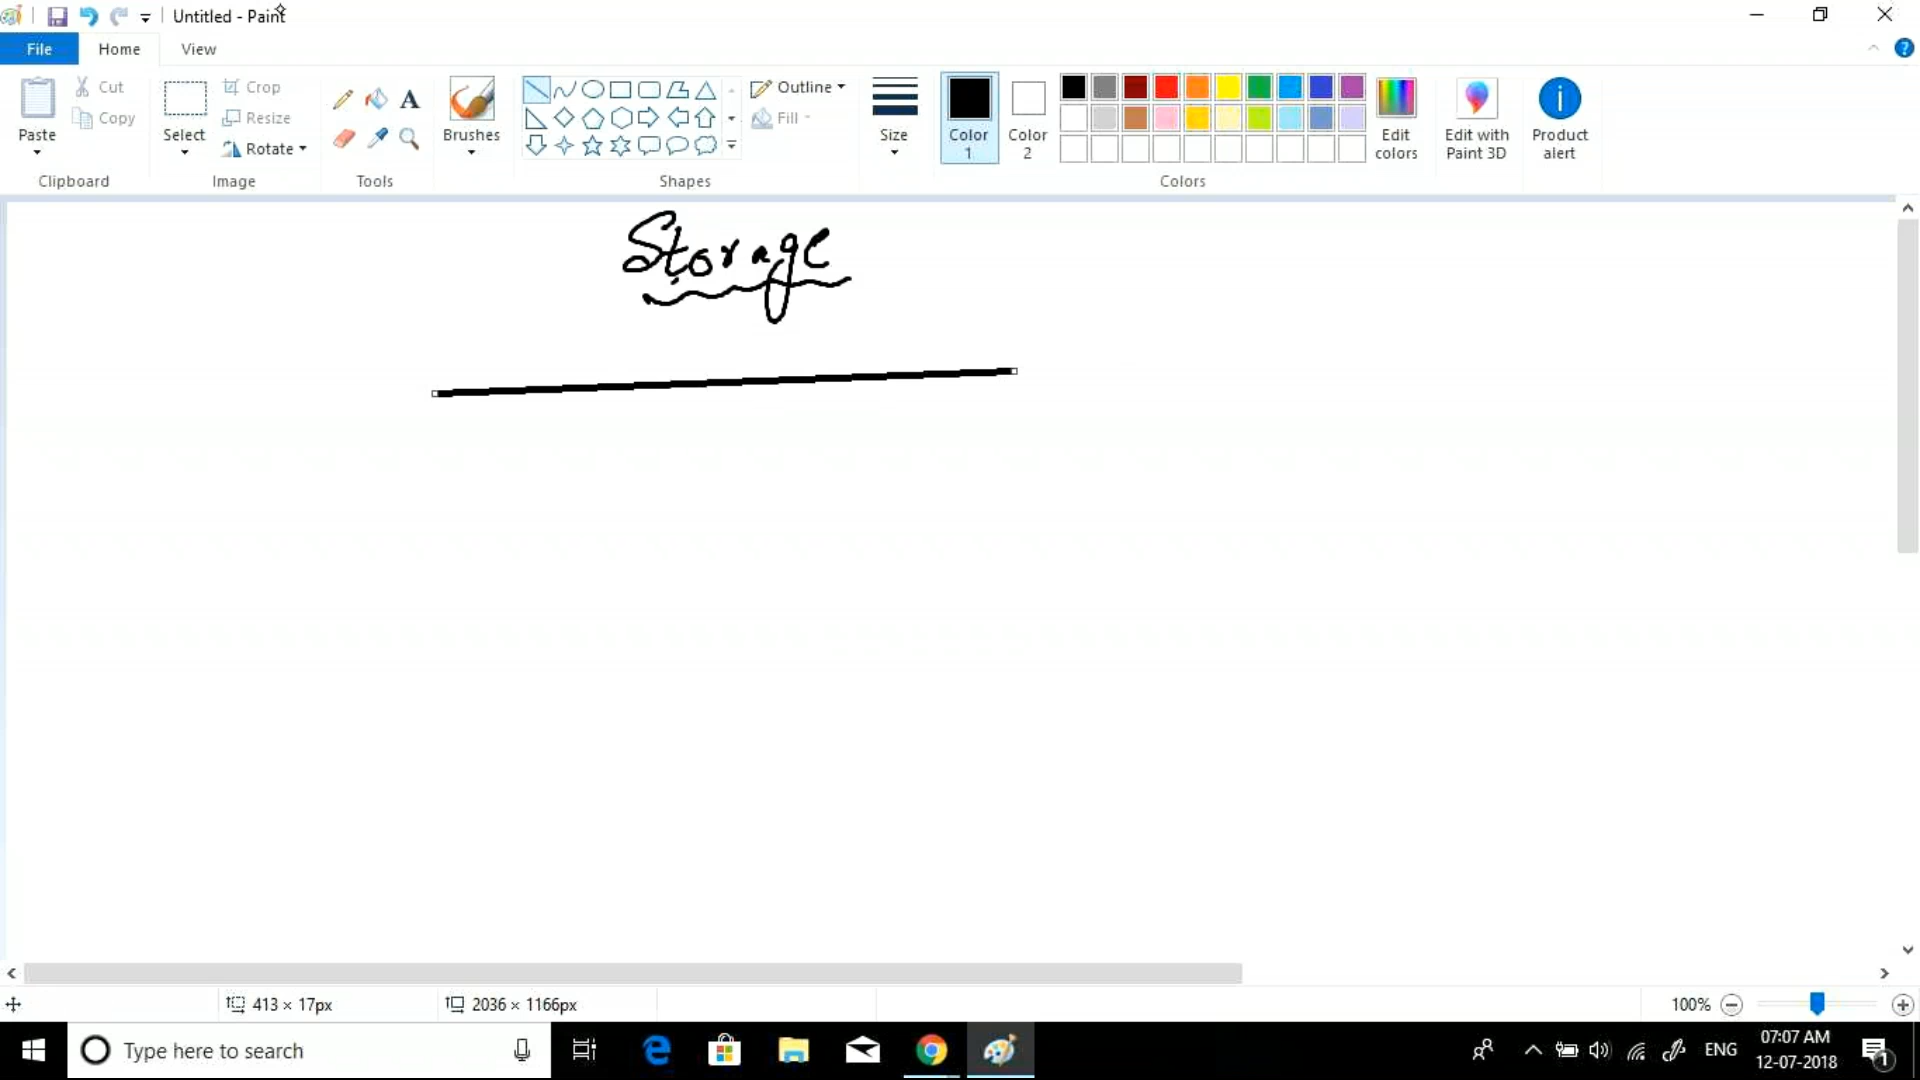 Untitled - Paint
File Home View
Paste Cut Copy Clipboard
Select Crop Resize Rotate Image
Tools
Brushes
Shapes
Outline Fill
Size
Color 1
Color 2
Edit colors
Colors
Edit with Paint 3D
Product alert
Storage
413 × 17px
2036 × 1166px
100%
Type here to search
ENG
07:07 AM
12-07-2018
1